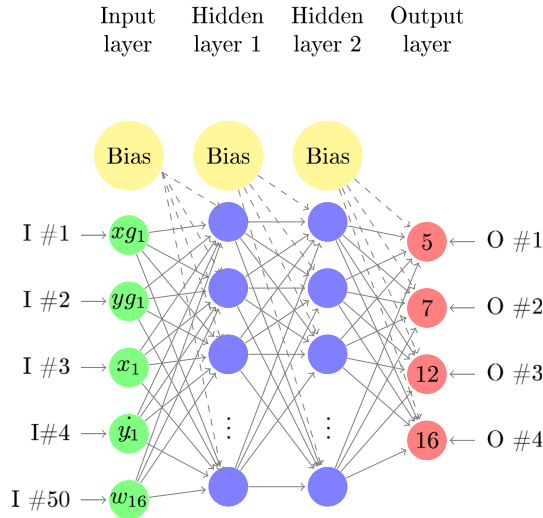 Input layer
Hidden layer 1
Hidden layer 2
Output layer
Bias Bias Bias
I #1 xg₁ 5 O #1
I #2 yg₁ 7 O #2
I #3 x₁ 12 O #3
I#4 y₁ ⋮ ⋮ 16 O #4
I #50 w₁₆